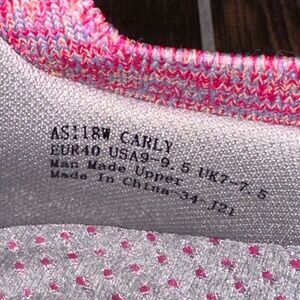 AS118W CARLY
EUR40 USA9-9.5 UK7-7.5
Man Made Upper
Made In China-34-J21